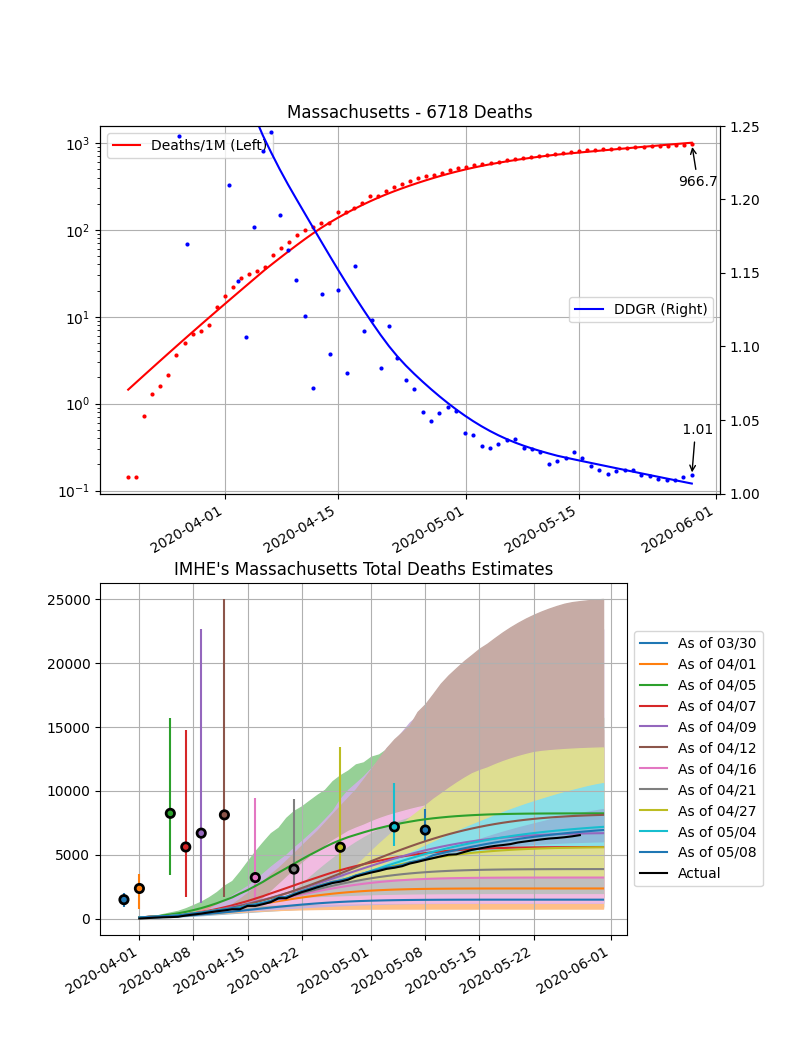 Massachusetts - 6718 Deaths
10³
10²
10¹
10⁰
10⁻¹
Deaths/1M (Left)
DDGR (Right)
966.7
1.01
1.25
1.20
1.15
1.10
1.05
1.00
2020-04-01
2020-04-15
2020-05-01
2020-05-15
2020-06-01
IMHE's Massachusetts Total Deaths Estimates
25000
20000
15000
10000
5000
0
2020-04-01
2020-04-08
2020-04-15
2020-04-22
2020-05-01
2020-05-08
2020-05-15
2020-05-22
2020-06-01
As of 03/30
As of 04/01
As of 04/05
As of 04/07
As of 04/09
As of 04/12
As of 04/16
As of 04/21
As of 04/27
As of 05/04
As of 05/08
Actual